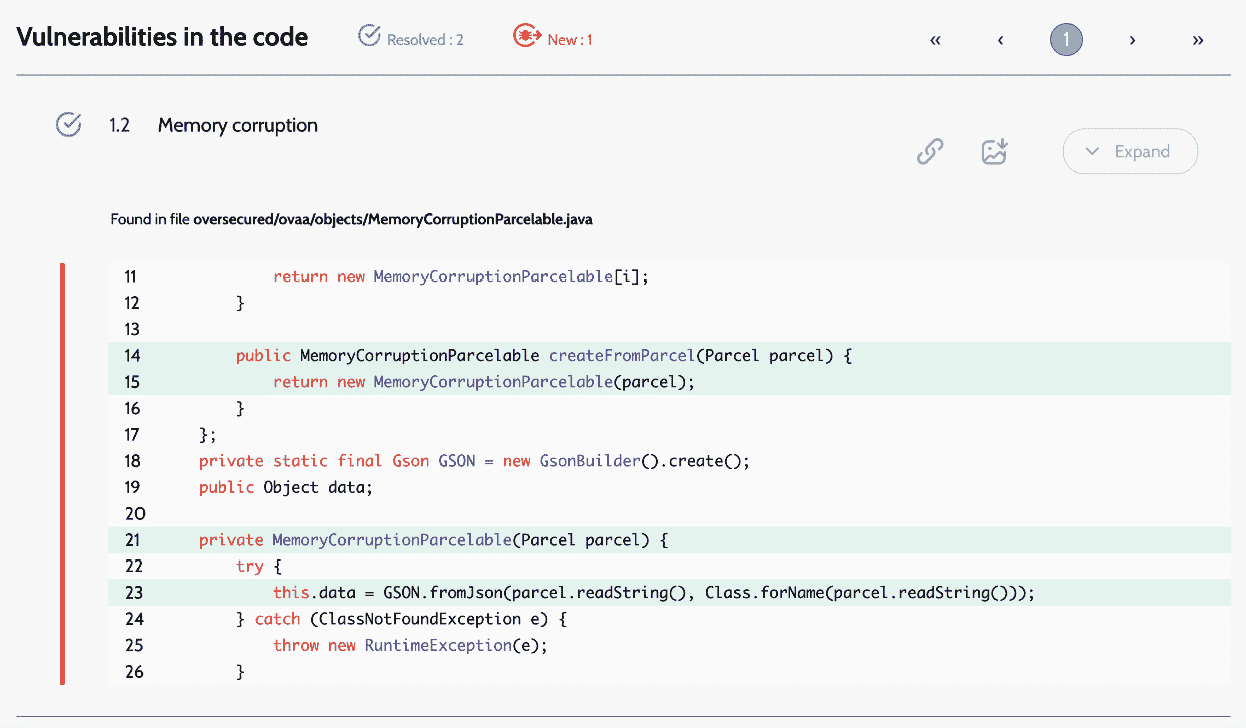 Vulnerabilities in the code Resolved : 2 New : 1 « ‹ 1 › »
1.2 Memory corruption
Expand
Found in file oversecured/ovaa/objects/MemoryCorruptionParcelable.java
11 return new MemoryCorruptionParcelable[i];
12 }
13
14 public MemoryCorruptionParcelable createFromParcel(Parcel parcel) {
15 return new MemoryCorruptionParcelable(parcel);
16 }
17 };
18 private static final Gson GSON = new GsonBuilder().create();
19 public Object data;
20
21 private MemoryCorruptionParcelable(Parcel parcel) {
22 try {
23 this.data = GSON.fromJson(parcel.readString(), Class.forName(parcel.readString()));
24 } catch (ClassNotFoundException e) {
25 throw new RuntimeException(e);
26 }